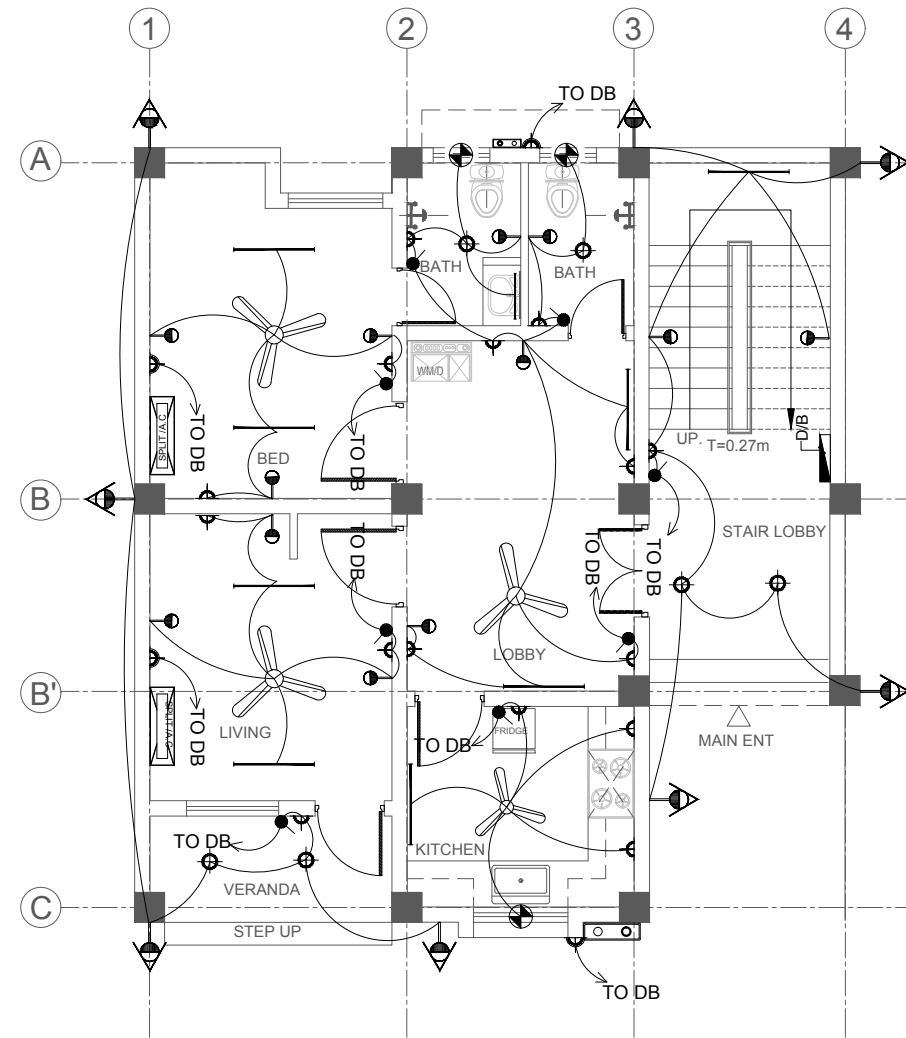 1
2
3
4
TO DB
A
BATH
BATH
WM/D
SPLIT /A.C
TO DB
TO DB
BED
UP.
T=0.27m
D/B
B
STAIR LOBBY
TO DB
TO DB
TO DB
LOBBY
B'
SPLIT /A.C
TO DB
LIVING
TO DB
FRIDGE
MAIN ENT
TO DB
KITCHEN
VERANDA
C
STEP UP
TO DB